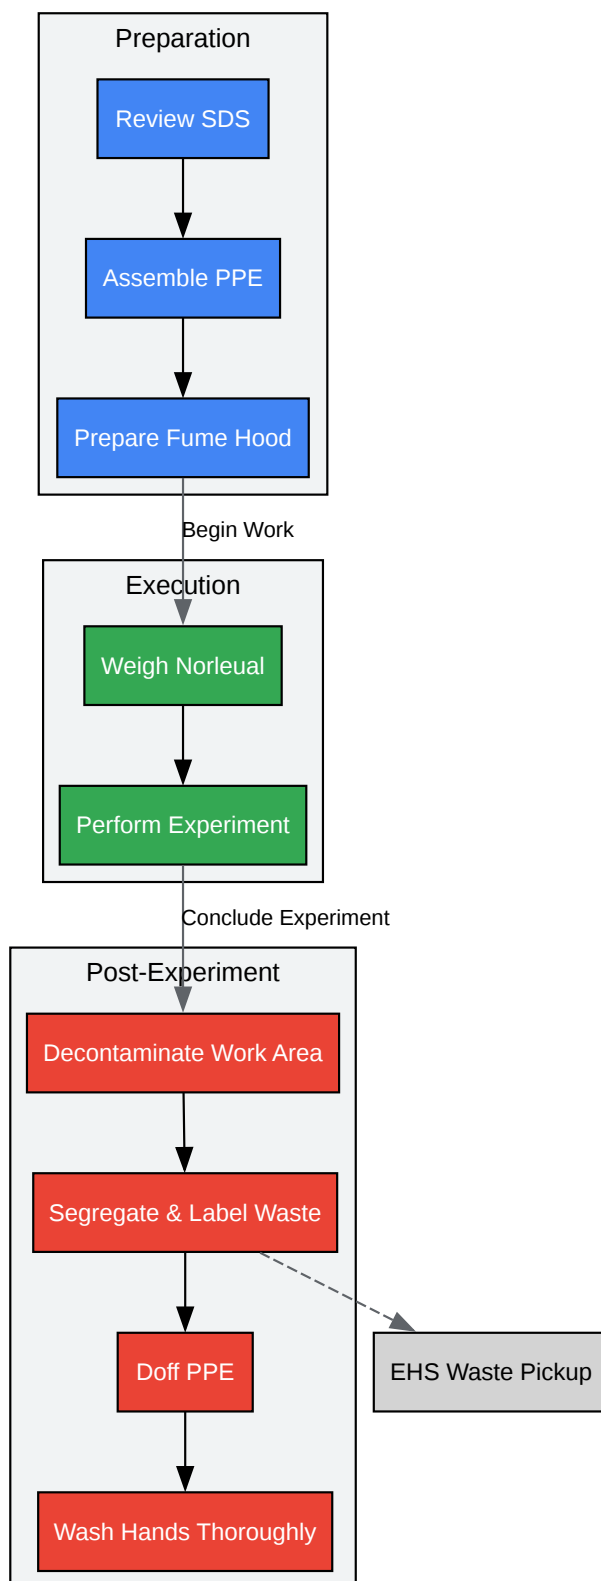 Preparation
Review SDS
Assemble PPE
Prepare Fume Hood
Begin Work
Execution
Weigh Norleual
Perform Experiment
Conclude Experiment
Post-Experiment
Decontaminate Work Area
Segregate & Label Waste
Doff PPE
EHS Waste Pickup
Wash Hands Thoroughly